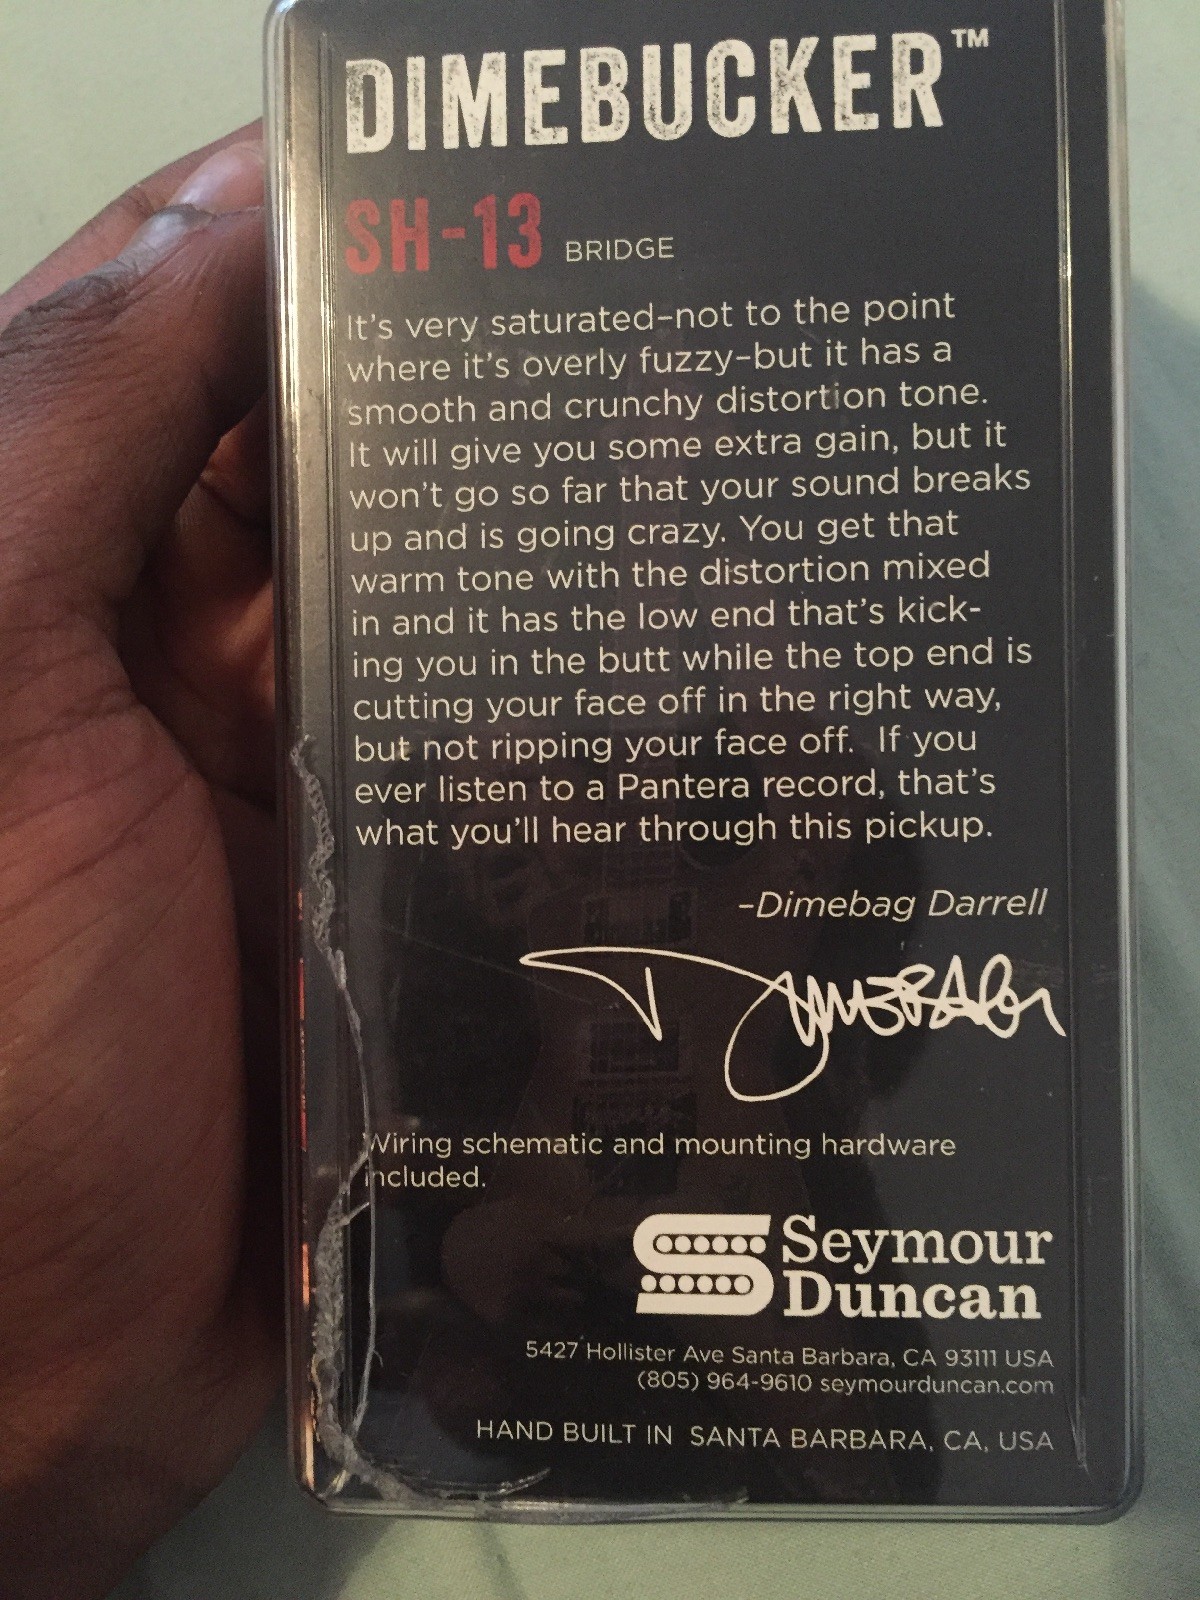 DIMEBUCKER™
SH-13 BRIDGE
It's very saturated–not to the point
where it's overly fuzzy–but it has a
smooth and crunchy distortion tone.
It will give you some extra gain, but it
won't go so far that your sound breaks
up and is going crazy. You get that
warm tone with the distortion mixed
in and it has the low end that's kick-
ing you in the butt while the top end is
cutting your face off in the right way,
but not ripping your face off. If you
ever listen to a Pantera record, that's
what you'll hear through this pickup.
–Dimebag Darrell
Dimebag
Wiring schematic and mounting hardware
included.
Seymour
Duncan
5427 Hollister Ave Santa Barbara, CA 93111 USA
(805) 964-9610 seymourduncan.com
HAND BUILT IN SANTA BARBARA, CA, USA